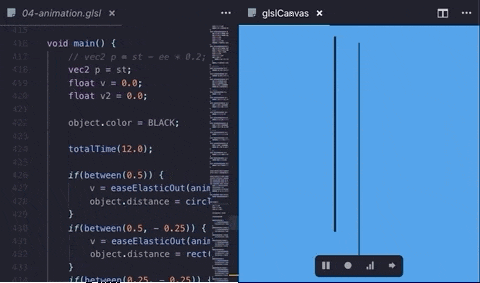 04-animation.glsl
glslCanvas
415
416 void main() {
417 // vec2 p = st - ee * 0.2;
418 vec2 p = st;
419 float v = 0.0;
420 float v2 = 0.0;
421
422 object.color = BLACK;
423
424 totalTime(12.0);
425
426 if(between(0.5)) {
427 v = easeElasticOut(anim
428 object.distance = circl
429 }
430 if(between(0.5, - 0.25)) {
431 v = easeElasticOut(anim
432 object.distance = rect(
433 }
434 if(between(0.25, - 0.25)) {